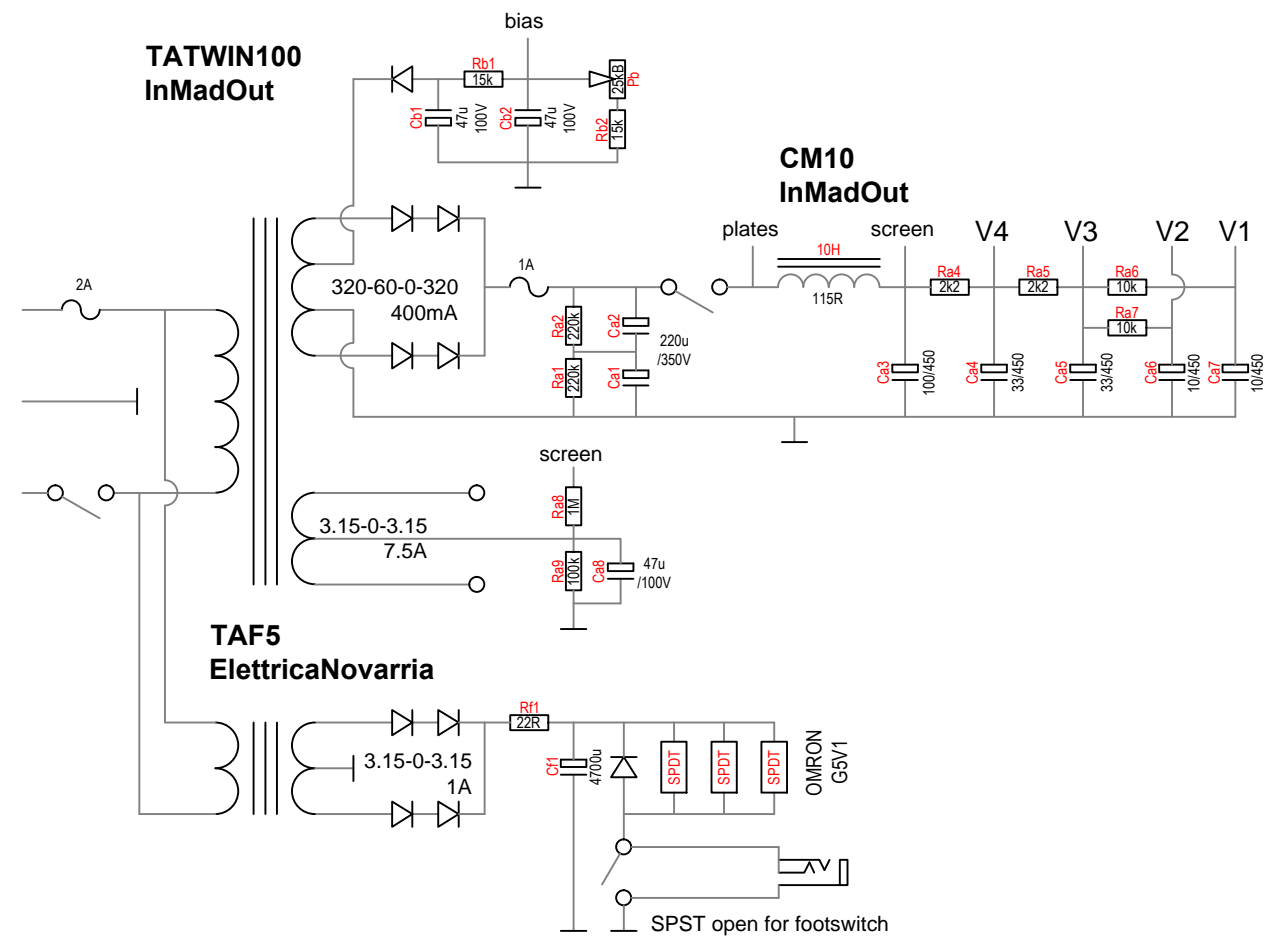 bias
TATWIN100
InMadOut
Rb1
15k
25kB
Pb
Cb1
47u
100V
Cb2
47u
100V
Rb2
15k
CM10
InMadOut
plates
screen
V4
V3
V2
V1
10H
115R
Ra4
2k2
Ra5
2k2
Ra6
10k
Ra7
10k
2A
1A
320-60-0-320
400mA
Ra2
220k
Ca2
220u
/350V
Ra1
220k
Ca1
Ca3
100/450
Ca4
33/450
Ca5
33/450
Ca6
10/450
Ca7
10/450
screen
Ra8
1M
3.15-0-3.15
7.5A
Ra9
100k
Ca8
47u
/100V
TAF5
ElettricaNovarria
Rf1
22R
3.15-0-3.15
1A
Cf1
4700u
SPDT
SPDT
SPDT
OMRON
G5V1
SPST open for footswitch